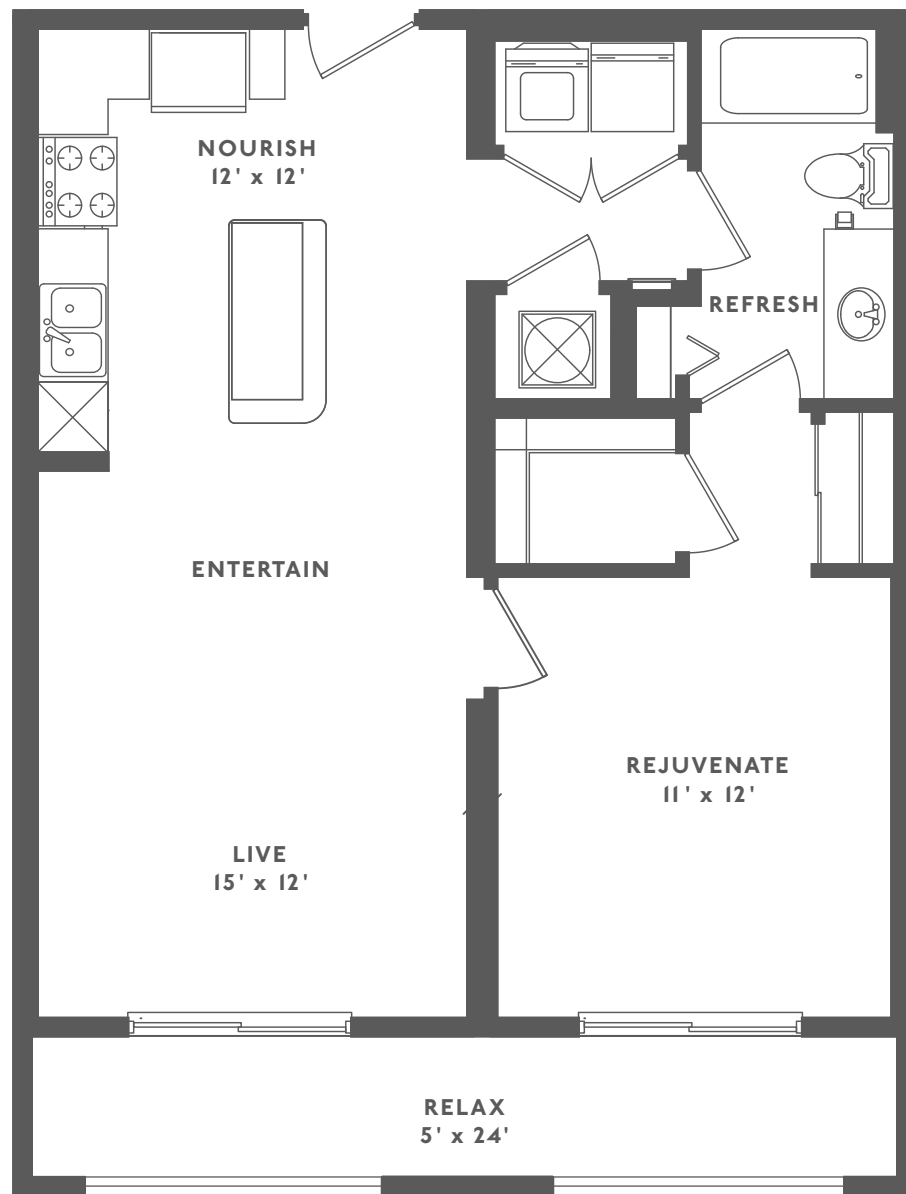 NOURISH
12' x 12'
REFRESH
ENTERTAIN
REJUVENATE
11' x 12'
LIVE
15' x 12'
RELAX
5' x 24'